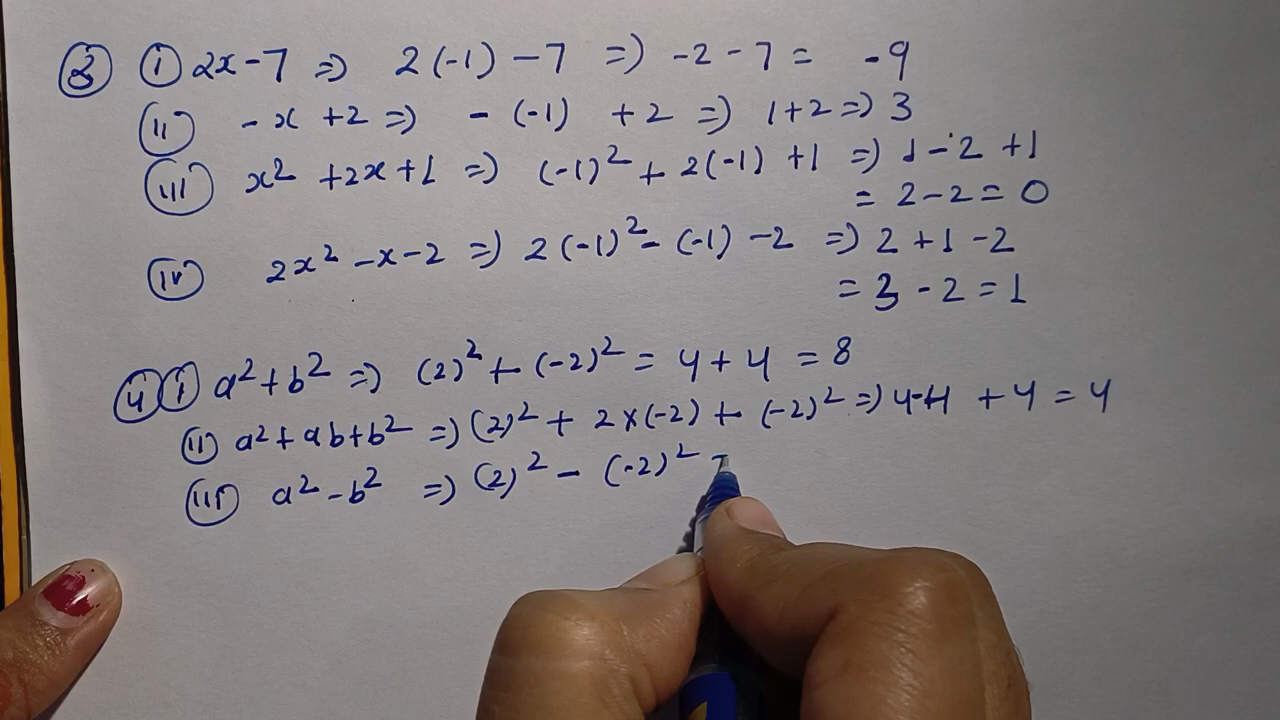 3 (i) 2x-7 => 2(-1) -7 => -2-7 = -9
(ii) -x +2 => -(-1) +2 => 1+2 => 3
(iii) x² +2x+1 => (-1)² + 2(-1) +1 => 1-2 +1
= 2-2 = 0
(iv) 2x² -x-2 => 2(-1)² - (-1) -2 => 2 +1 -2
= 3 - 2 = 1
4 (i) a²+b² => (2)² + (-2)² = 4+4 = 8
(ii) a²+ab+b² => (2)² + 2×(-2) + (-2)² => 4-4 +4 = 4
(iii) a²-b² => (2)² - (-2)² =